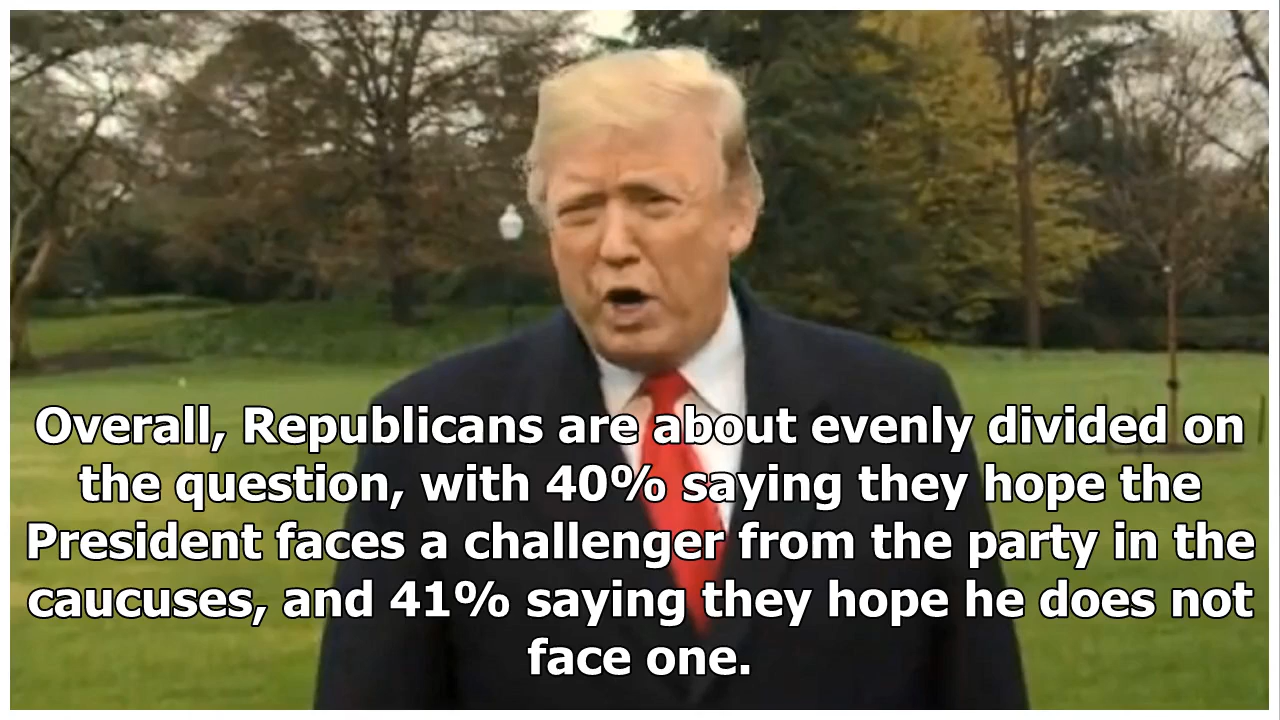 Overall, Republicans are about evenly divided on
the question, with 40% saying they hope the
President faces a challenger from the party in the
caucuses, and 41% saying they hope he does not
face one.